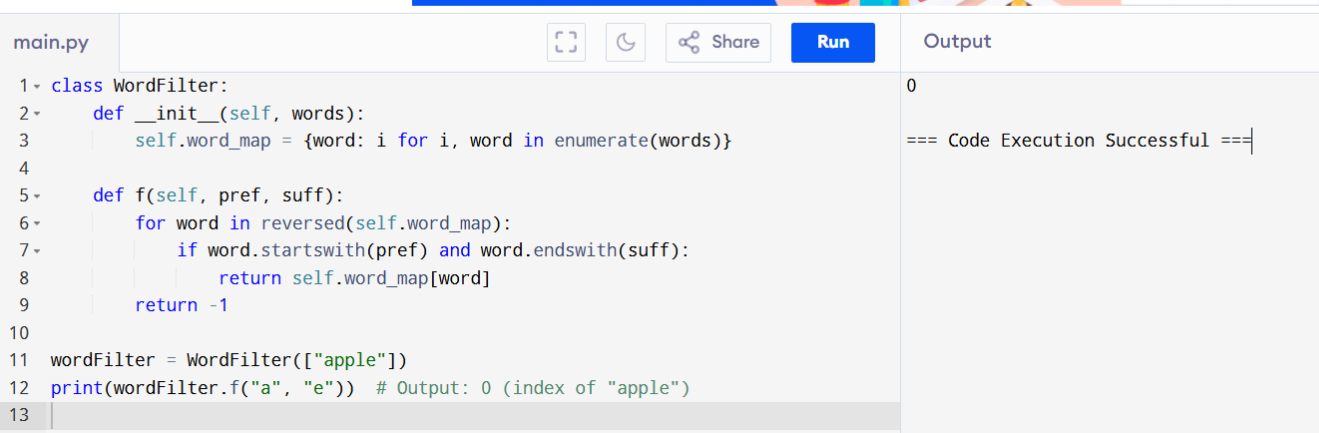 main.py
Share
Run
Output
1 class WordFilter:
2     def __init__(self, words):
3         self.word_map = {word: i for i, word in enumerate(words)}
4
5     def f(self, pref, suff):
6         for word in reversed(self.word_map):
7             if word.startswith(pref) and word.endswith(suff):
8                 return self.word_map[word]
9         return -1
10
11 wordFilter = WordFilter(["apple"])
12 print(wordFilter.f("a", "e"))  # Output: 0 (index of "apple")
13
0
=== Code Execution Successful ===